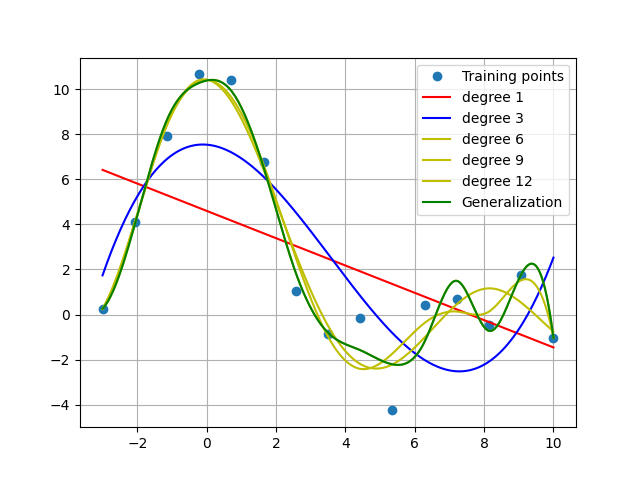 Training points
degree 1
degree 3
degree 6
degree 9
degree 12
Generalization
10
8
6
4
2
0
−2
−4
−2 0 2 4 6 8 10